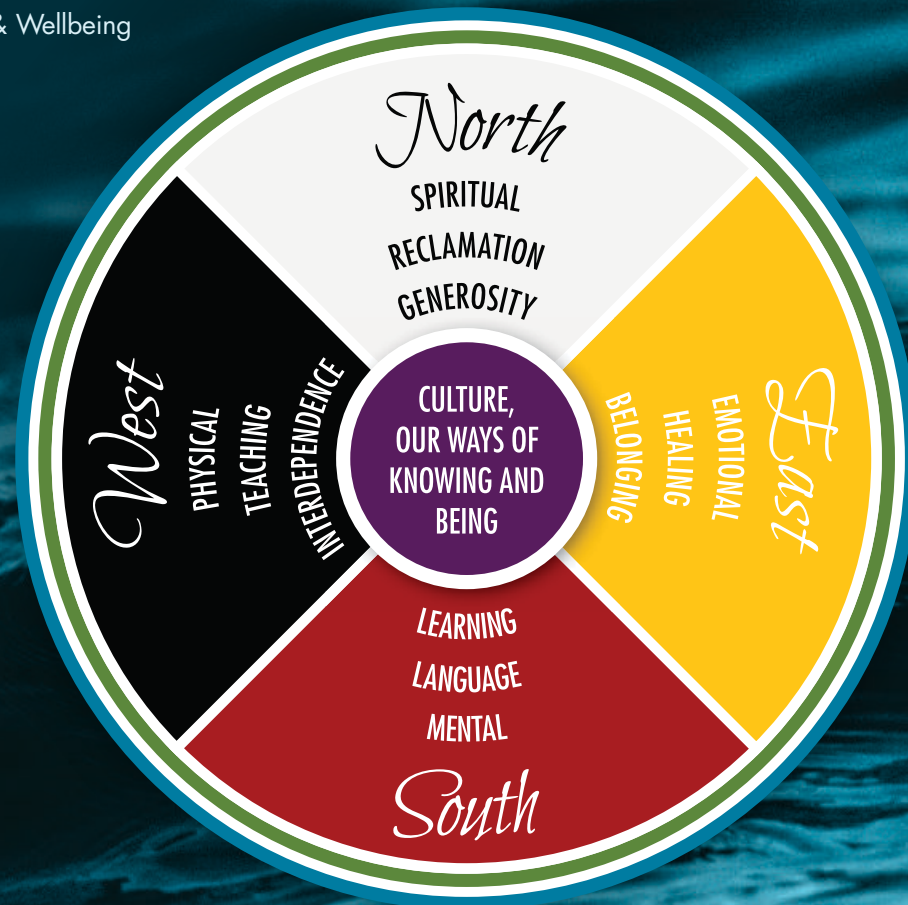 & Wellbeing
North
SPIRITUAL
RECLAMATION
GENEROSITY
West
PHYSICAL
TEACHING
INTERDEPENDENCE
CULTURE,
OUR WAYS OF
KNOWING AND
BEING
East
EMOTIONAL
HEALING
BELONGING
LEARNING
LANGUAGE
MENTAL
South